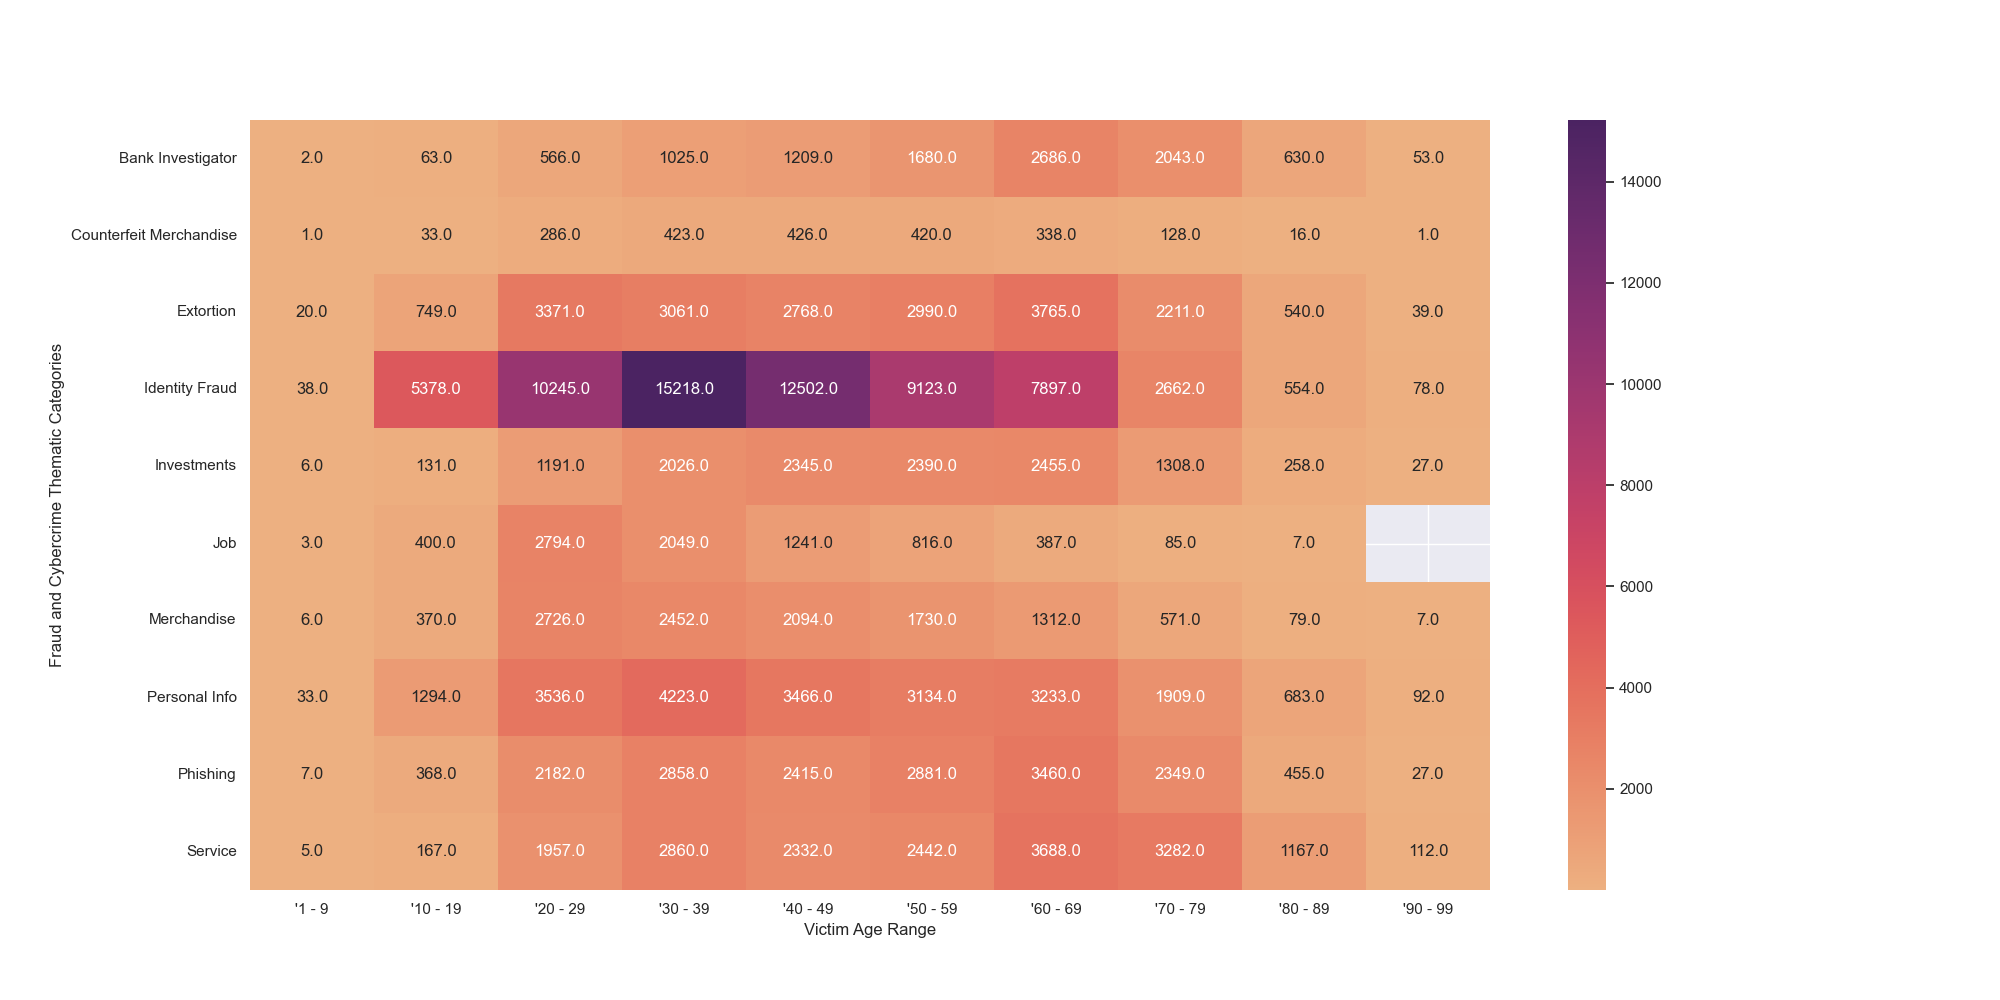 Bank Investigator 2.0 63.0 566.0 1025.0 1209.0 1680.0 2686.0 2043.0 630.0 53.0
Counterfeit Merchandise 1.0 33.0 286.0 423.0 426.0 420.0 338.0 128.0 16.0 1.0
Extortion 20.0 749.0 3371.0 3061.0 2768.0 2990.0 3765.0 2211.0 540.0 39.0
Identity Fraud 38.0 5378.0 10245.0 15218.0 12502.0 9123.0 7897.0 2662.0 554.0 78.0
Investments 6.0 131.0 1191.0 2026.0 2345.0 2390.0 2455.0 1308.0 258.0 27.0
Job 3.0 400.0 2794.0 2049.0 1241.0 816.0 387.0 85.0 7.0
Merchandise 6.0 370.0 2726.0 2452.0 2094.0 1730.0 1312.0 571.0 79.0 7.0
Personal Info 33.0 1294.0 3536.0 4223.0 3466.0 3134.0 3233.0 1909.0 683.0 92.0
Phishing 7.0 368.0 2182.0 2858.0 2415.0 2881.0 3460.0 2349.0 455.0 27.0
Service 5.0 167.0 1957.0 2860.0 2332.0 2442.0 3688.0 3282.0 1167.0 112.0
'1 - 9 '10 - 19 '20 - 29 '30 - 39 '40 - 49 '50 - 59 '60 - 69 '70 - 79 '80 - 89 '90 - 99
Victim Age Range
Fraud and Cybercrime Thematic Categories
14000
12000
10000
8000
6000
4000
2000